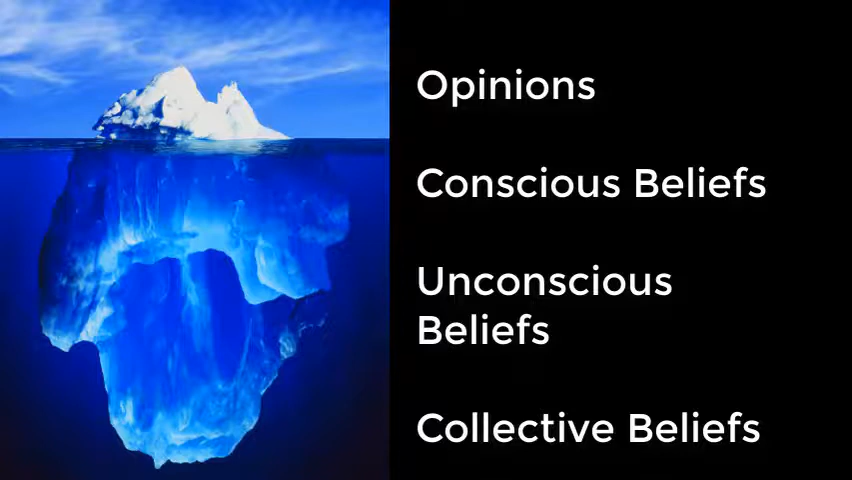 Opinions
Conscious Beliefs
Unconscious
Beliefs
Collective Beliefs